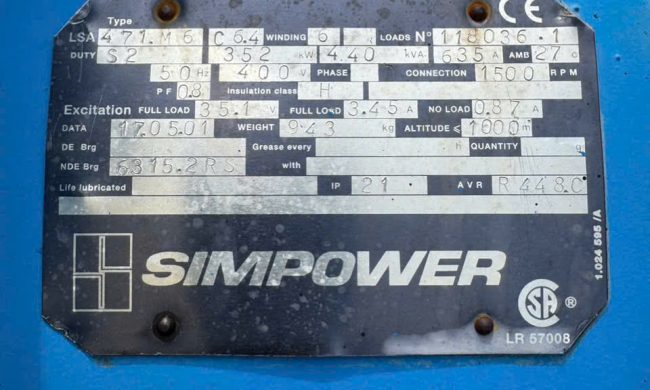 Type CE
LSA 471.M6 C6.4 WINDING 6 LOADS N° 118036.1
DUTY S2 352 kW 440 kVA 635 A AMB 27 c
50 Hz 400 V PHASE CONNECTION 1500 RPM
PF 0.8 Insulation class H
Excitation FULL LOAD 35.1 V FULL LOAD 3.45 A NO LOAD 0.87 A
DATA 17.05.01 WEIGHT 943 kg ALTITUDE ≤ 1000 m
DE Brg Grease every h QUANTITY g
NDE Brg 6315.2RS with
Life lubricated IP 21 AVR R448C
SIMPOWER
1.024 595 /A
SA ®
LR 57008